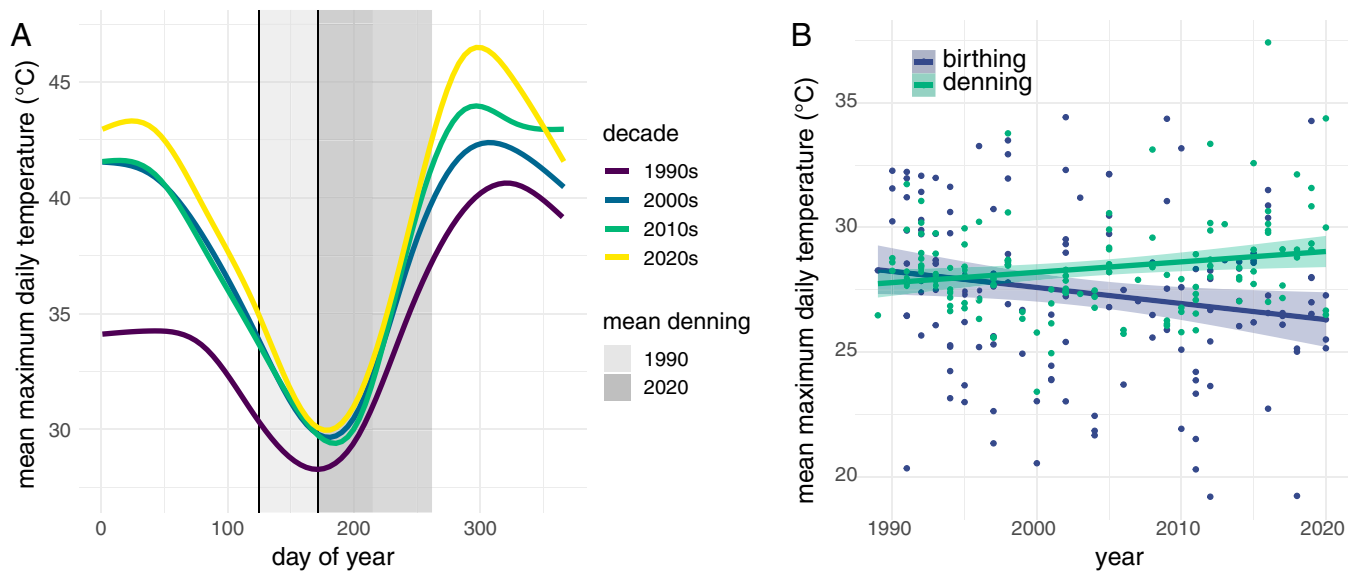 A
mean maximum daily temperature (°C)
45
40
35
30
0
100
200
300
day of year
decade
1990s
2000s
2010s
2020s
mean denning
1990
2020
B
mean maximum daily temperature (°C)
35
30
25
20
1990
2000
2010
2020
year
birthing
denning